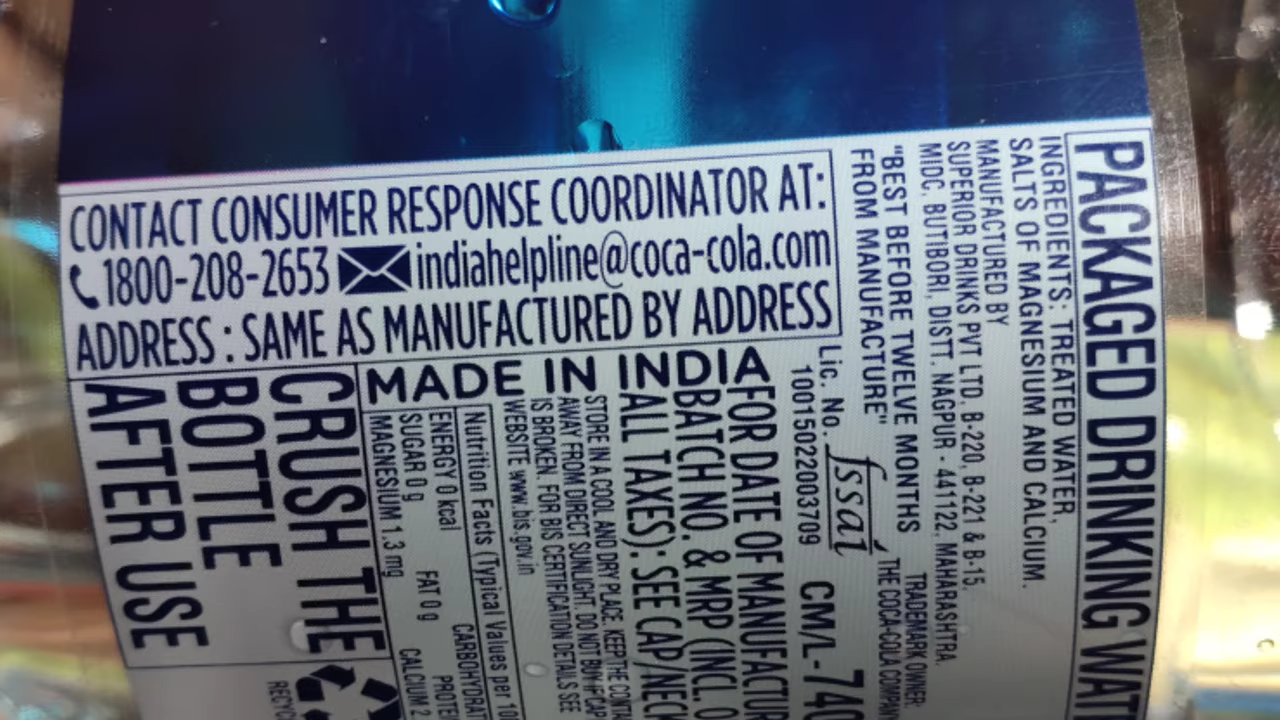 PACKAGED DRINKING
INGREDIENTS: TREATED WATER,
SALTS OF MAGNESIUM AND CALCIUM.
MANUFACTURED BY
SUPERIOR DRINKS PVT LTD. B-220, B-221 & B-15.
MIDC, BUTIBORI, DISTT. NAGPUR - 441122, MAHARASHTRA.
TRADEMARK OWNER:
THE COCA-COLA
"BEST BEFORE TWELVE MONTHS
FROM MANUFACTURE"
fssai
Lic. No.
10015022003709
CM/L-740
FOR DATE OF
BATCH NO. & MRP (INCL.
ALL TAXES): SEE CAP/NECK
CONTACT CONSUMER RESPONSE COORDINATOR AT:
1800-208-2653 indiahelpline@coca-cola.com
ADDRESS : SAME AS MANUFACTURED BY ADDRESS
MADE IN INDIA
STORE IN A COOL AND DRY PLACE. KEEP THE
AWAY FROM DIRECT SUNLIGHT. DO NOT BUY IF CAP
IS BROKEN. FOR BIS CERTIFICATION DETAILS SEE
WEBSITE www.bis.gov.in
Nutrition Facts (Typical Values per
ENERGY 0 kcal
SUGAR 0 g FAT 0 g
MAGNESIUM 1.3 mg CALCIUM
CRUSH THE
BOTTLE
AFTER USE